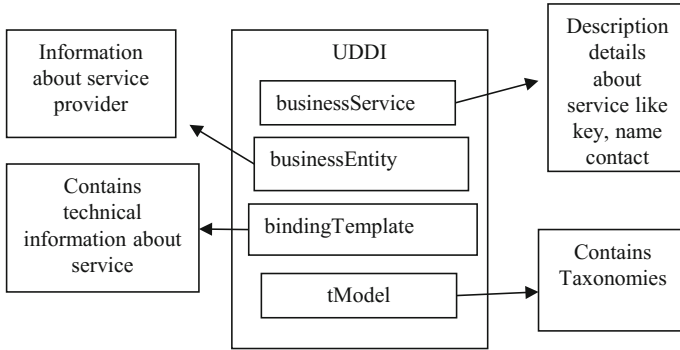 Information
about service
provider
UDDI
businessService
businessEntity
bindingTemplate
tModel
Description
details
about
service like
key, name
contact
Contains
technical
information about
service
Contains
Taxonomies